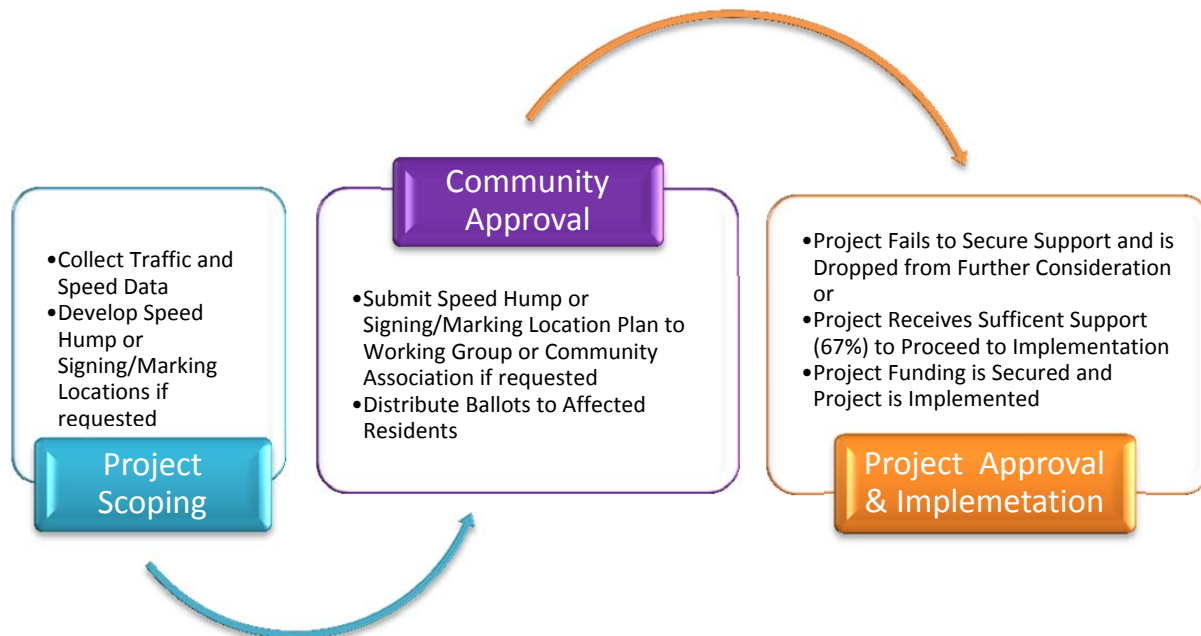 •Collect Traffic and
Speed Data
•Develop Speed
Hump or
Signing/Marking
Locations if
requested
Project
Scoping
Community
Approval
•Submit Speed Hump or
Signing/Marking Location Plan to
Working Group or Community
Association if requested
•Distribute Ballots to Affected
Residents
•Project Fails to Secure Support and is
Dropped from Further Consideration
or
•Project Receives Sufficent Support
(67%) to Proceed to Implementation
•Project Funding is Secured and
Project is Implemented
Project Approval
& Implemetation